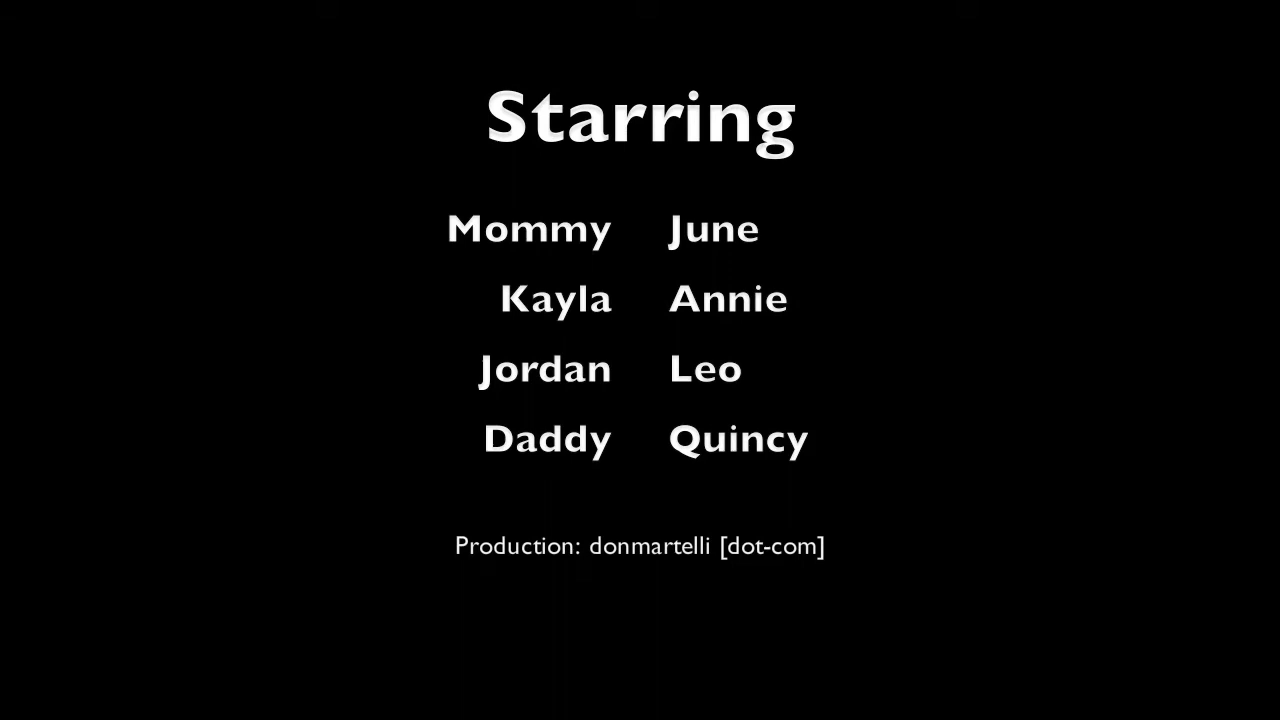 Starring
Mommy June
Kayla Annie
Jordan Leo
Daddy Quincy
Production: donmartelli [dot-com]